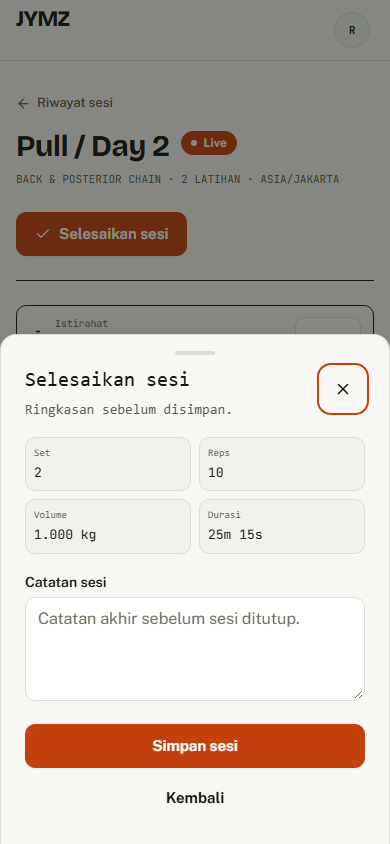 JYMZ
R
← Riwayat sesi
Pull / Day 2
Live
BACK & POSTERIOR CHAIN · 2 LATIHAN · ASIA/JAKARTA
Selesaikan sesi
Istirahat
Selesaikan sesi
Ringkasan sebelum disimpan.
Set
2
Reps
10
Volume
1.000 kg
Durasi
25m 15s
Catatan sesi
Catatan akhir sebelum sesi ditutup.
Simpan sesi
Kembali